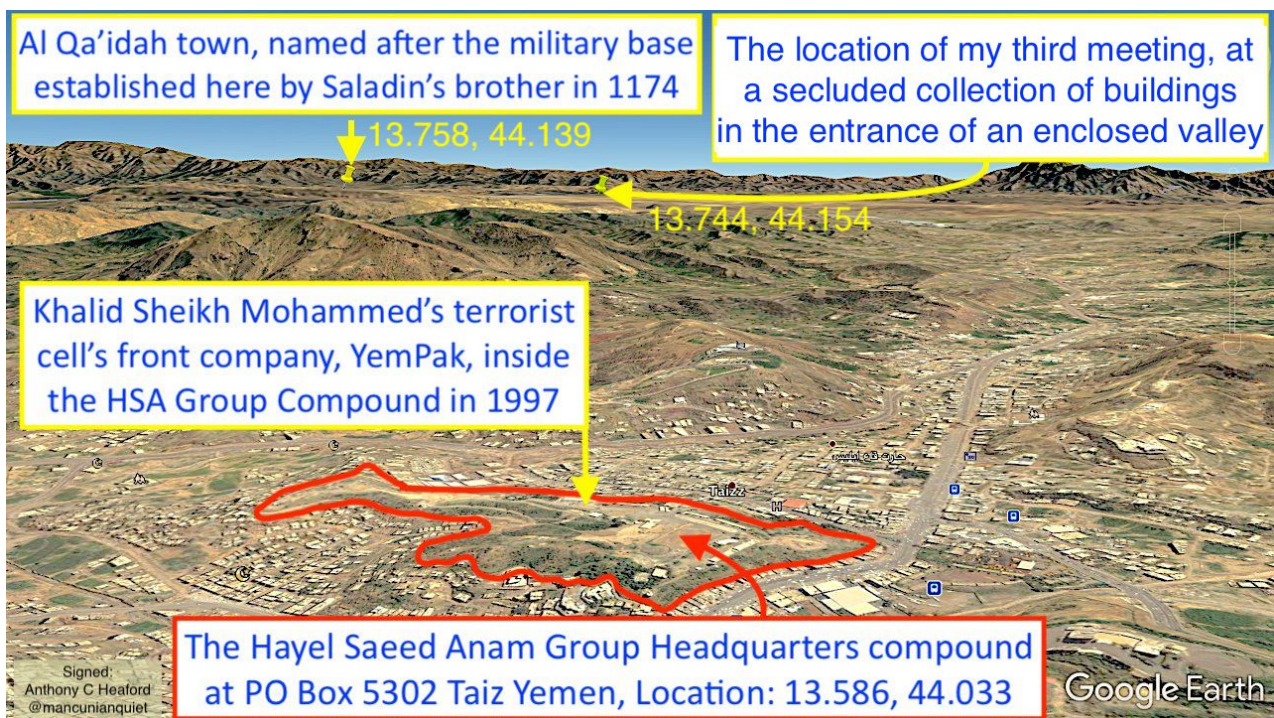 Al Qa’idah town, named after the military base
established here by Saladin’s brother in 1174
The location of my third meeting, at
a secluded collection of buildings
in the entrance of an enclosed valley
13.758, 44.139
13.744, 44.154
Khalid Sheikh Mohammed’s terrorist
cell’s front company, YemPak, inside
the HSA Group Compound in 1997
Taizz
H
The Hayel Saeed Anam Group Headquarters compound
at PO Box 5302 Taiz Yemen, Location: 13.586, 44.033
Signed:
Anthony C Heaford
@mancunianquiet
Google Earth